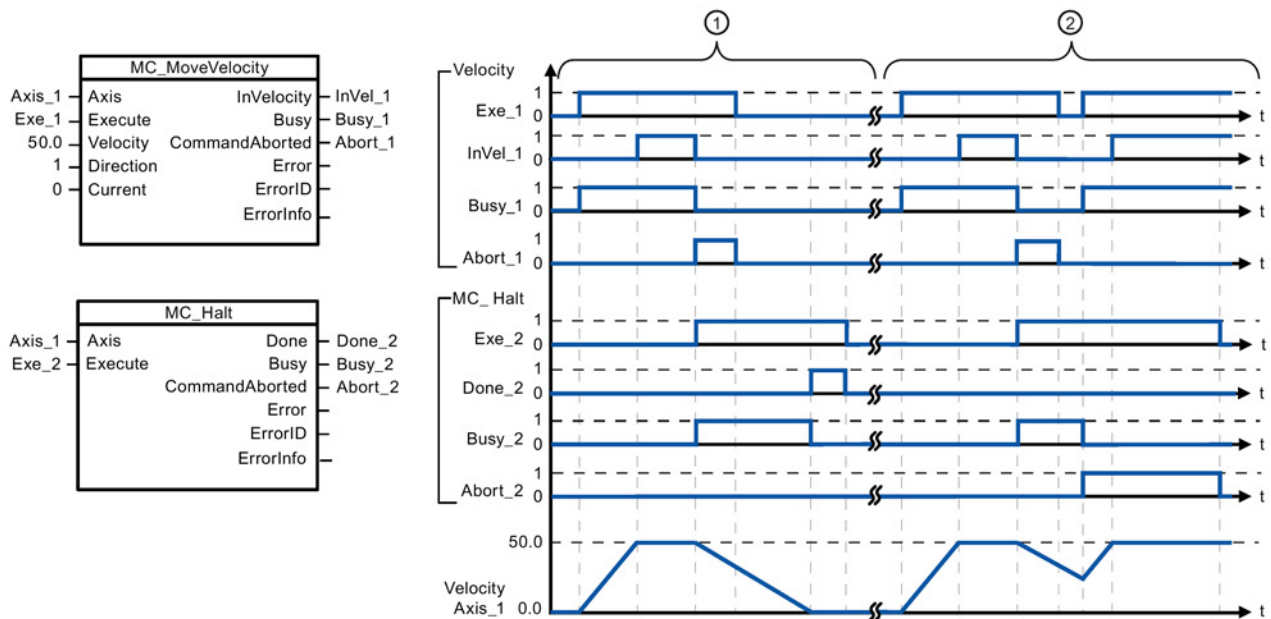 ① ②
MC_MoveVelocity
Axis_1 Axis InVelocity InVel_1
Exe_1 Execute Busy Busy_1
50.0 Velocity CommandAborted Abort_1
1 Direction Error
0 Current ErrorID
ErrorInfo
MC_Halt
Axis_1 Axis Done Done_2
Exe_2 Execute Busy Busy_2
CommandAborted Abort_2
Error
ErrorID
ErrorInfo
Velocity
Exe_1 1 0 t
InVel_1 1 0 t
Busy_1 1 0 t
Abort_1 1 0 t
MC_ Halt
Exe_2 1 0 t
Done_2 1 0 t
Busy_2 1 0 t
Abort_2 1 0 t
50.0
Velocity
Axis_1 0.0 t